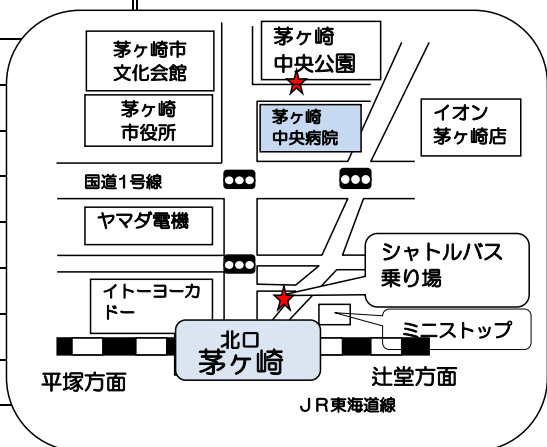 茅ヶ崎市
文化会館
茅ヶ崎
中央公園
茅ヶ崎
市役所
茅ヶ崎
中央病院
イオン
茅ヶ崎店
国道1号線
ヤマダ電機
シャトルバス
乗り場
イトーヨーカ
ドー
ミニストップ
北口
茅ヶ崎
平塚方面
辻堂方面
JR東海道線